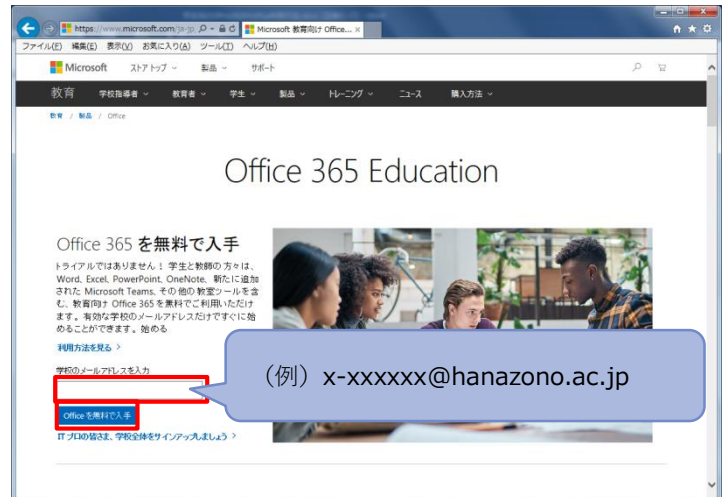 https://www.microsoft.com/ja-jp
Microsoft 教育向け Office... ×
ファイル(F) 編集(E) 表示(V) お気に入り(A) ツール(T) ヘルプ(H)
Microsoft ストアトップ 製品 サポート
教育 学校指導者 教育者 学生 製品 トレーニング ニュース 購入方法
教育 / 製品 / Office
Office 365 Education
Office 365 を無料で入手
トライアルではありません! 学生と教師の方々は、
Word、Excel、PowerPoint、OneNote、新たに追加
された Microsoft Teams、その他の教室ツールを含
む、教育向け Office 365 を無料でご利用いただけ
ます。有効な学校のメールアドレスだけですぐに始
めることができます。始める
利用方法を見る >
学校のメールアドレスを入力
(例)x-xxxxxx@hanazono.ac.jp
Office を無料で入手
IT プロの皆さま、学校全体をサインアップしましょう >